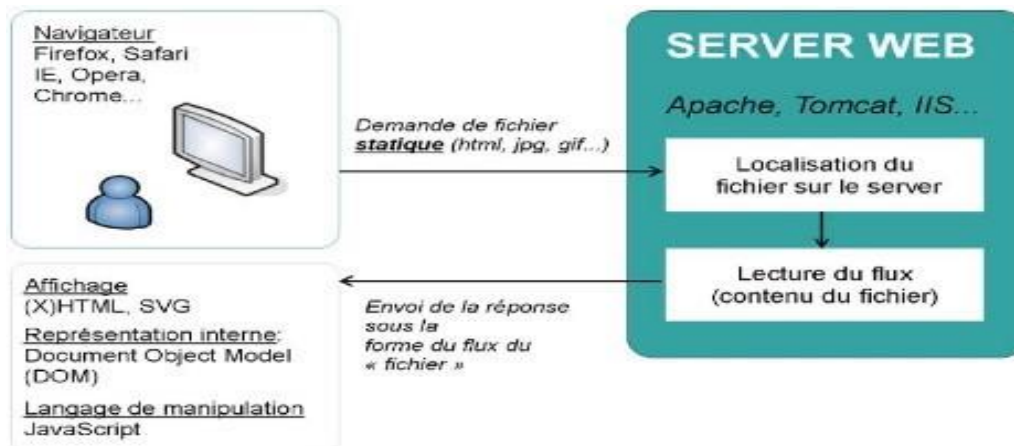 Navigateur
Firefox, Safari
IE, Opera,
Chrome...
Demande de fichier
statique (html, jpg, gif...)
SERVER WEB
Apache, Tomcat, IIS...
Localisation du
fichier sur le server
Lecture du flux
(contenu du fichier)
Envoi de la réponse
sous la
forme du flux du
« fichier »
Affichage
(X)HTML, SVG
Représentation interne:
Document Object Model
(DOM)
Langage de manipulation
JavaScript